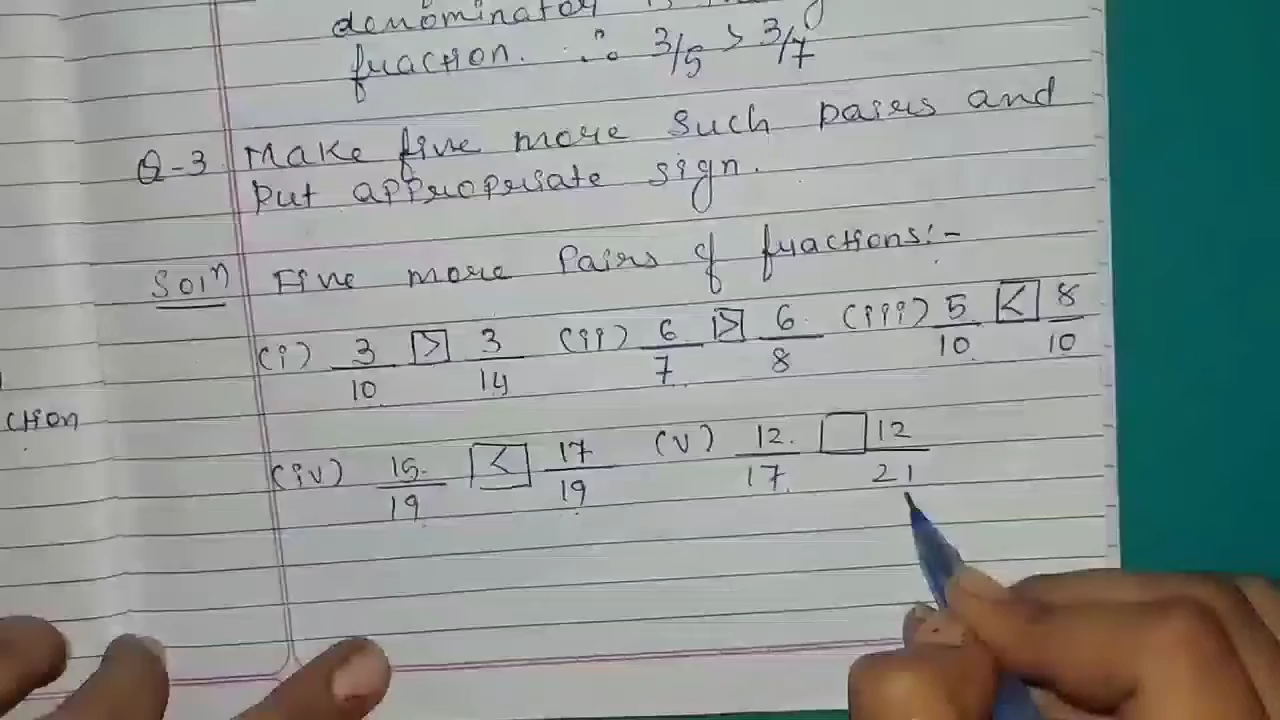 denominator is
fraction. ∴ 3/5 > 3/7
Q-3 Make five more such pairs and
put appropriate sign.
Solⁿ Five more Pairs of fractions:-
(i) 3/10 > 3/14 (ii) 6/7 > 6/8 (iii) 5/10 < 8/10
ction
(iv) 15/19 < 17/19 (v) 12/17 □ 12/21